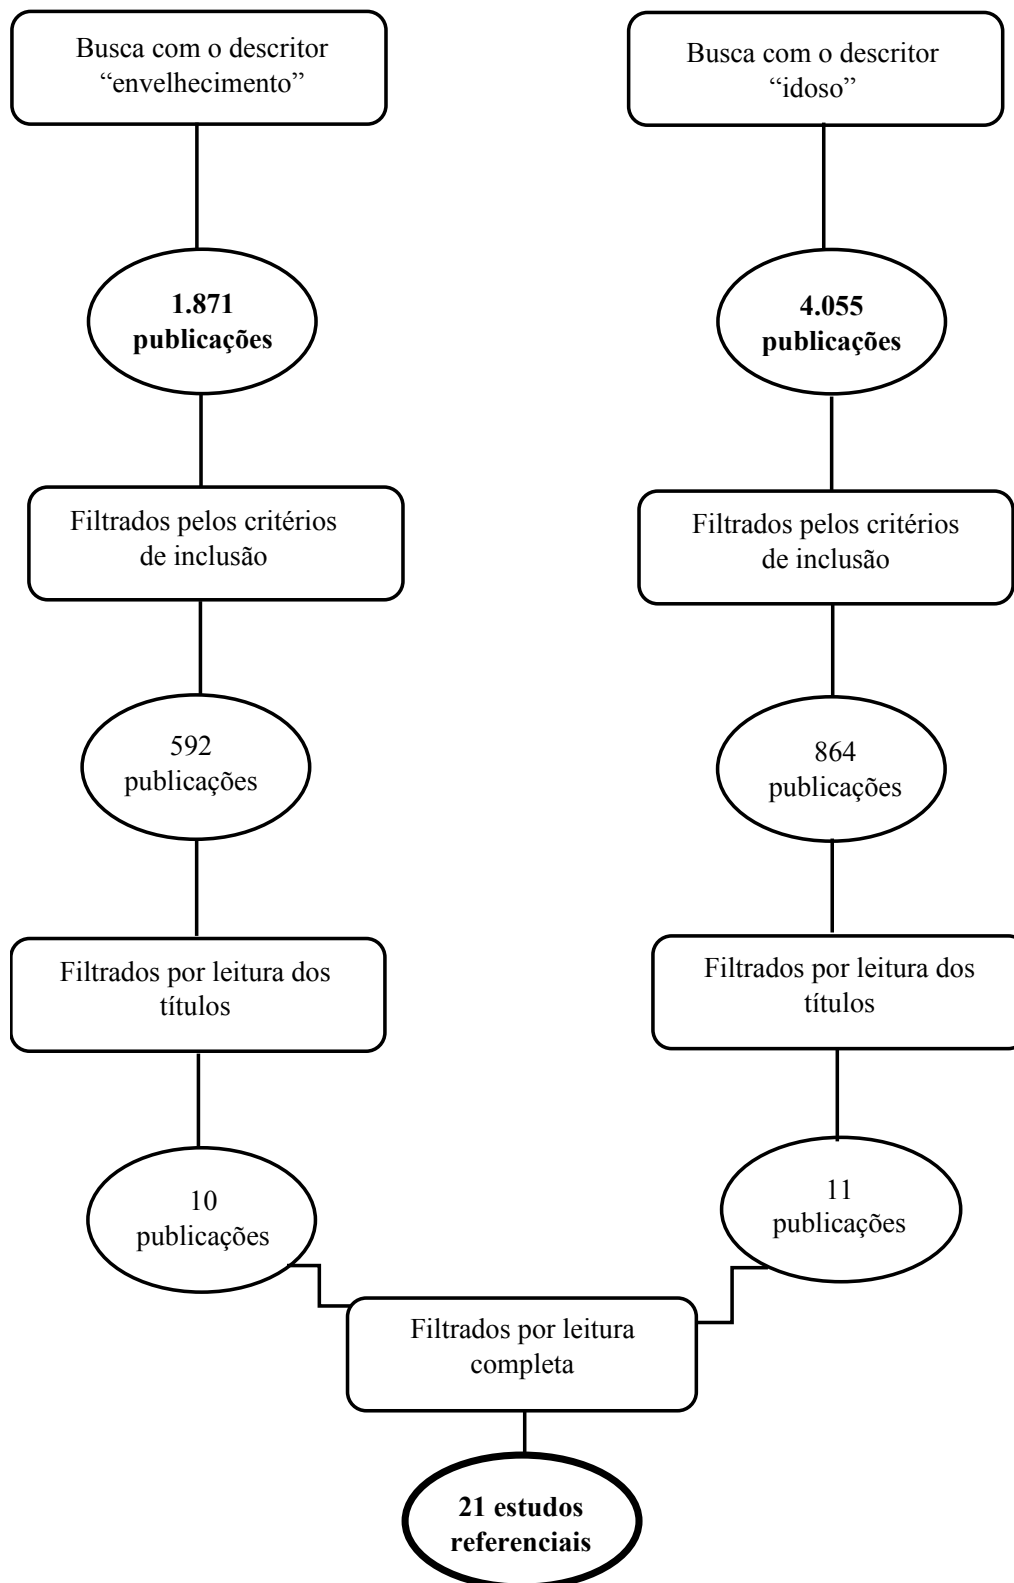 Busca com o descritor
“envelhecimento”
Busca com o descritor
“idoso”
1.871
publicações
4.055
publicações
Filtrados pelos critérios
de inclusão
Filtrados pelos critérios
de inclusão
592
publicações
864
publicações
Filtrados por leitura dos
títulos
Filtrados por leitura dos
títulos
10
publicações
11
publicações
Filtrados por leitura
completa
21 estudos
referenciais